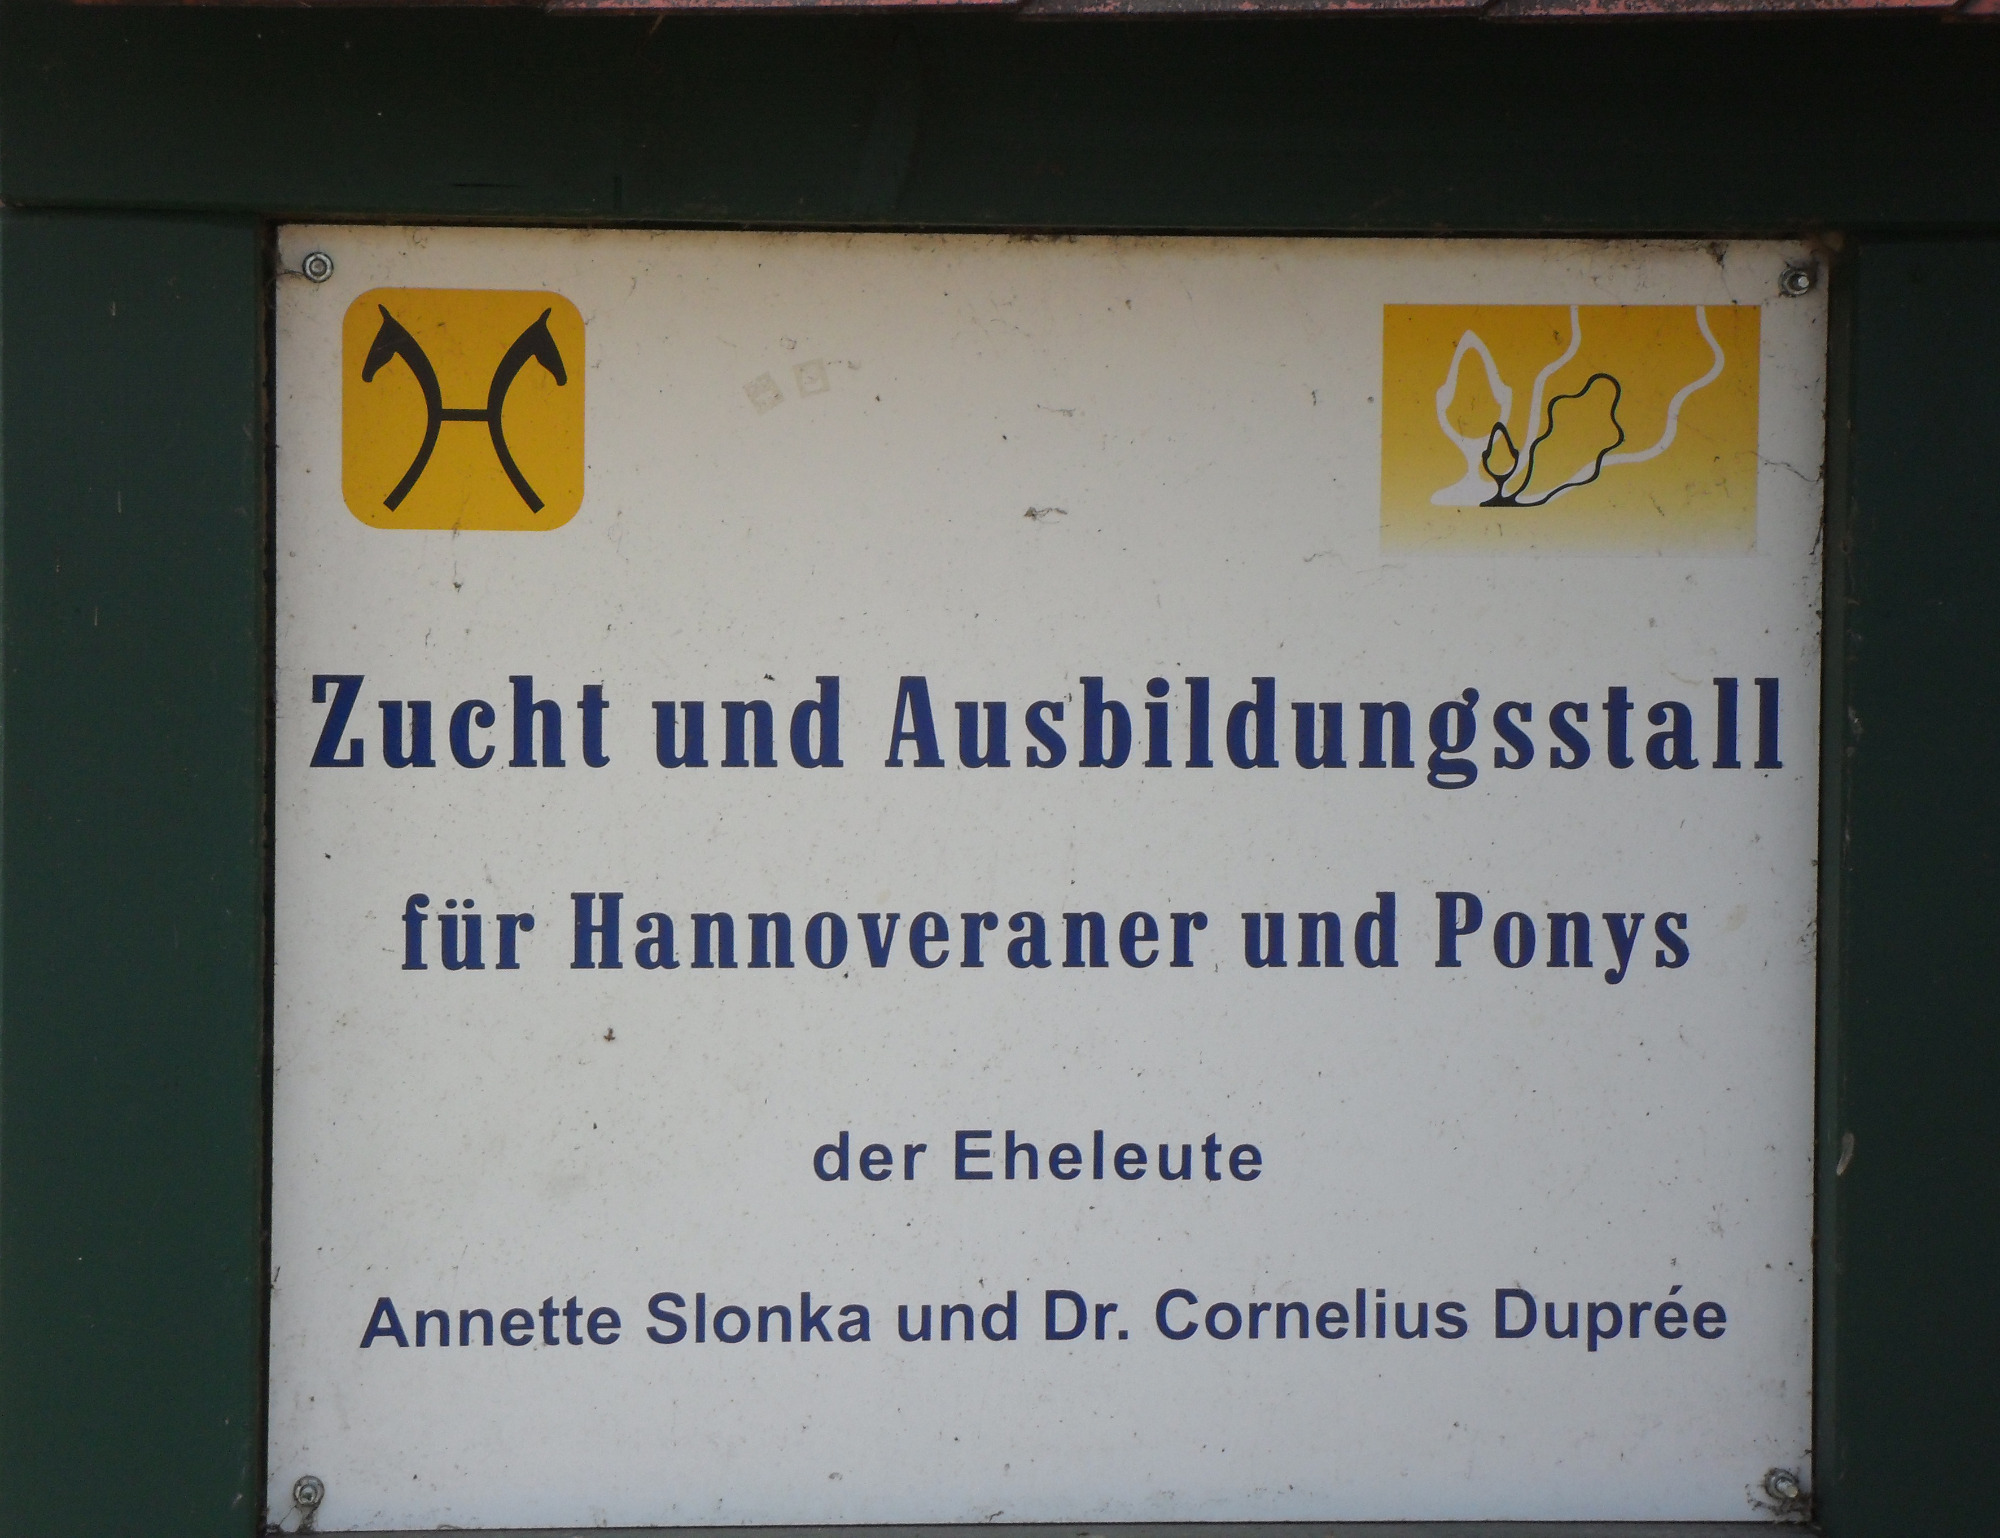 Zucht und Ausbildungsstall
für Hannoveraner und Ponys
der Eheleute
Annette Slonka und Dr. Cornelius Duprée